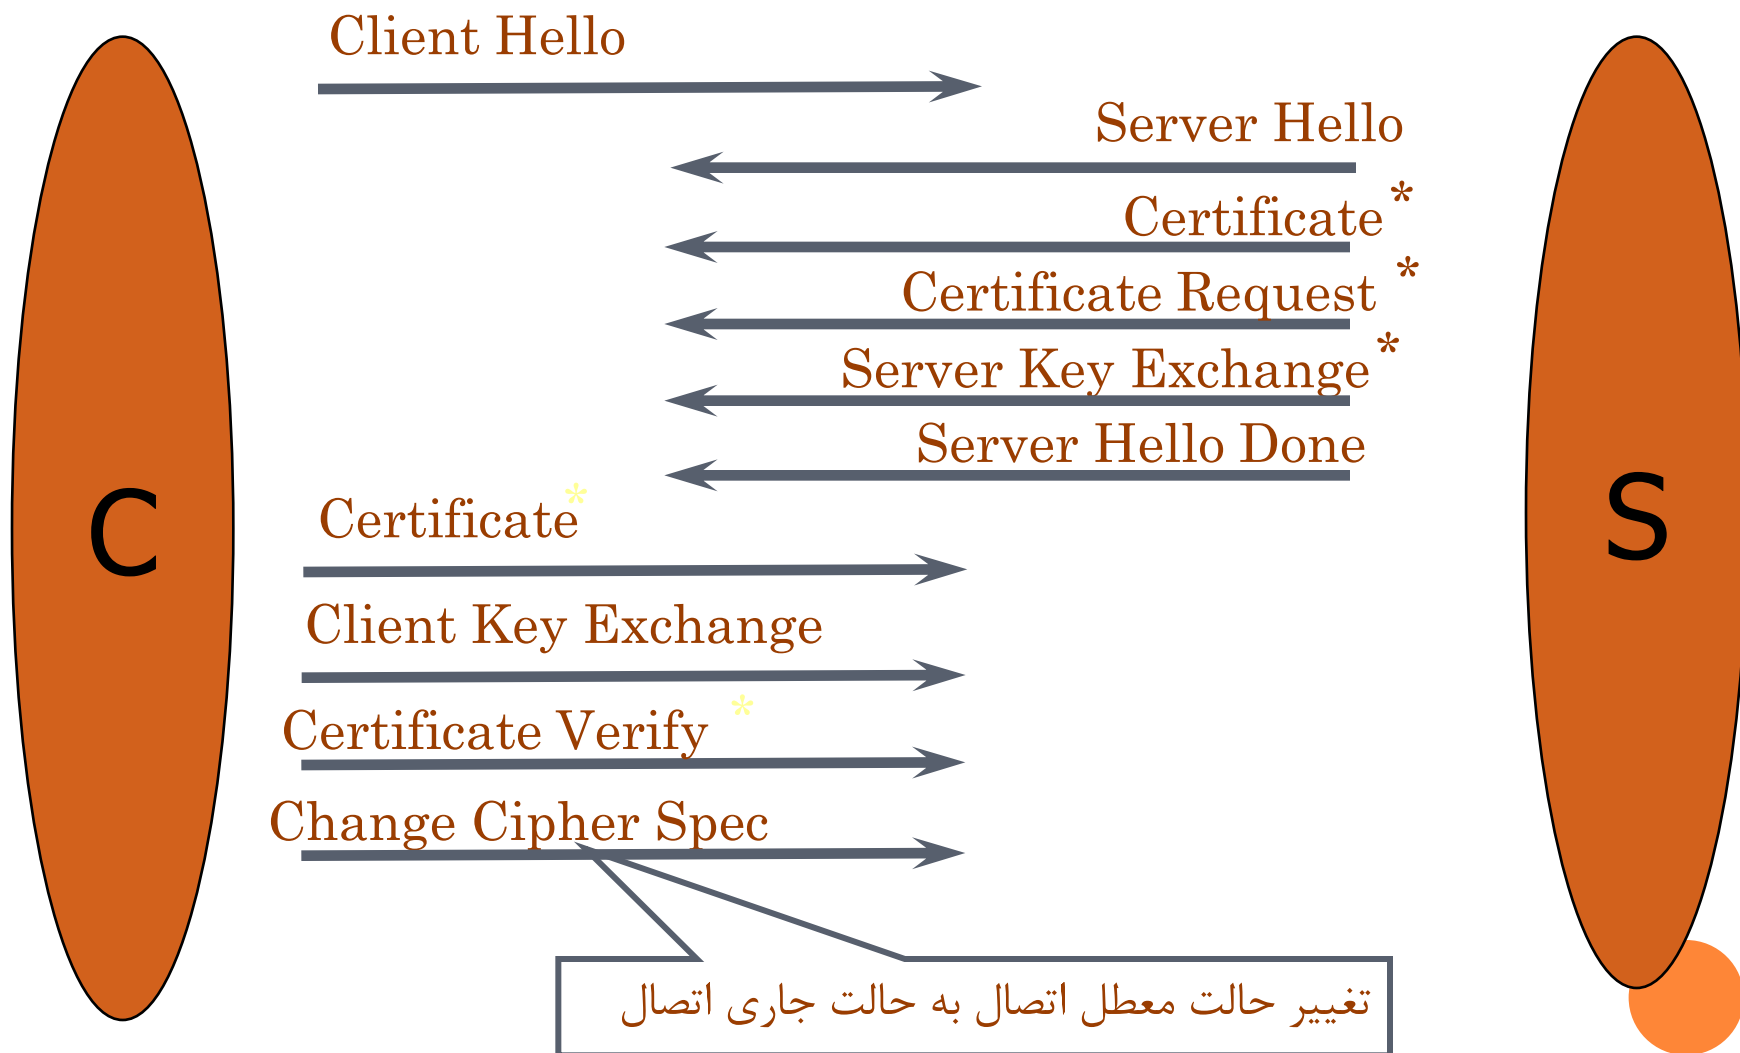 Client Hello
Server Hello
Certificate *
Certificate Request *
Server Key Exchange *
Server Hello Done
C
S
Certificate *
Client Key Exchange
Certificate Verify *
Change Cipher Spec
تغییر حالت معطل اتصال به حالت جاری اتصال